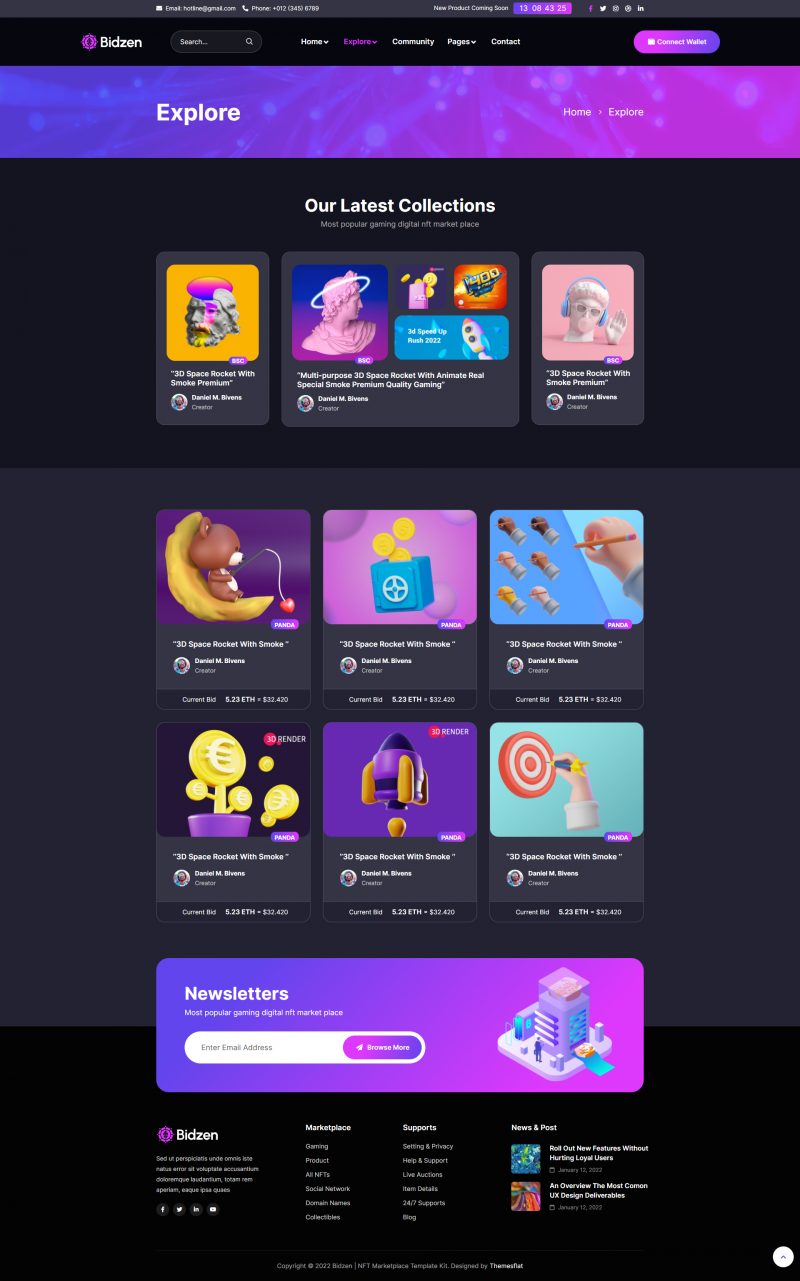 Email: hotline@gmail.com Phone: +012 (345) 6789 New Product Coming Soon 13 08 43 25
Bidzen Search... Home Explore Community Pages Contact Connect Wallet
Explore Home > Explore
Our Latest Collections
Most popular gaming digital nft market place
3d Speed Up
Rush 2022
BSC
"3D Space Rocket With
Smoke Premium"
Daniel M. Bivens
Creator
BSC
"Multi-purpose 3D Space Rocket With Animate Real
Special Smoke Premium Quality Gaming"
Daniel M. Bivens
Creator
BSC
"3D Space Rocket With
Smoke Premium"
Daniel M. Bivens
Creator
PANDA
"3D Space Rocket With Smoke "
Daniel M. Bivens
Creator
Current Bid 5.23 ETH = $32.420
PANDA
"3D Space Rocket With Smoke "
Daniel M. Bivens
Creator
Current Bid 5.23 ETH = $32.420
PANDA
"3D Space Rocket With Smoke "
Daniel M. Bivens
Creator
Current Bid 5.23 ETH = $32.420
3D RENDER
PANDA
"3D Space Rocket With Smoke "
Daniel M. Bivens
Creator
Current Bid 5.23 ETH = $32.420
3D RENDER
PANDA
"3D Space Rocket With Smoke "
Daniel M. Bivens
Creator
Current Bid 5.23 ETH = $32.420
PANDA
"3D Space Rocket With Smoke "
Daniel M. Bivens
Creator
Current Bid 5.23 ETH = $32.420
Newsletters
Most popular gaming digital nft market place
Enter Email Address Browse More
Bidzen
Sed ut perspiciatis unde omnis iste
natus error sit voluptate accusantium
doloremque laudantium, totam rem
aperiam, eaque ipsa quaes
Marketplace
Gaming
Product
All NFTs
Social Network
Domain Names
Collectibles
Supports
Setting & Privacy
Help & Support
Live Auctions
Item Details
24/7 Supports
Blog
News & Post
Roll Out New Features Without
Hurting Loyal Users
January 12, 2022
An Overview The Most Comon
UX Design Deliverables
January 12, 2022
Copyright © 2022 Bidzen | NFT Marketplace Template Kit. Designed by Themesflat